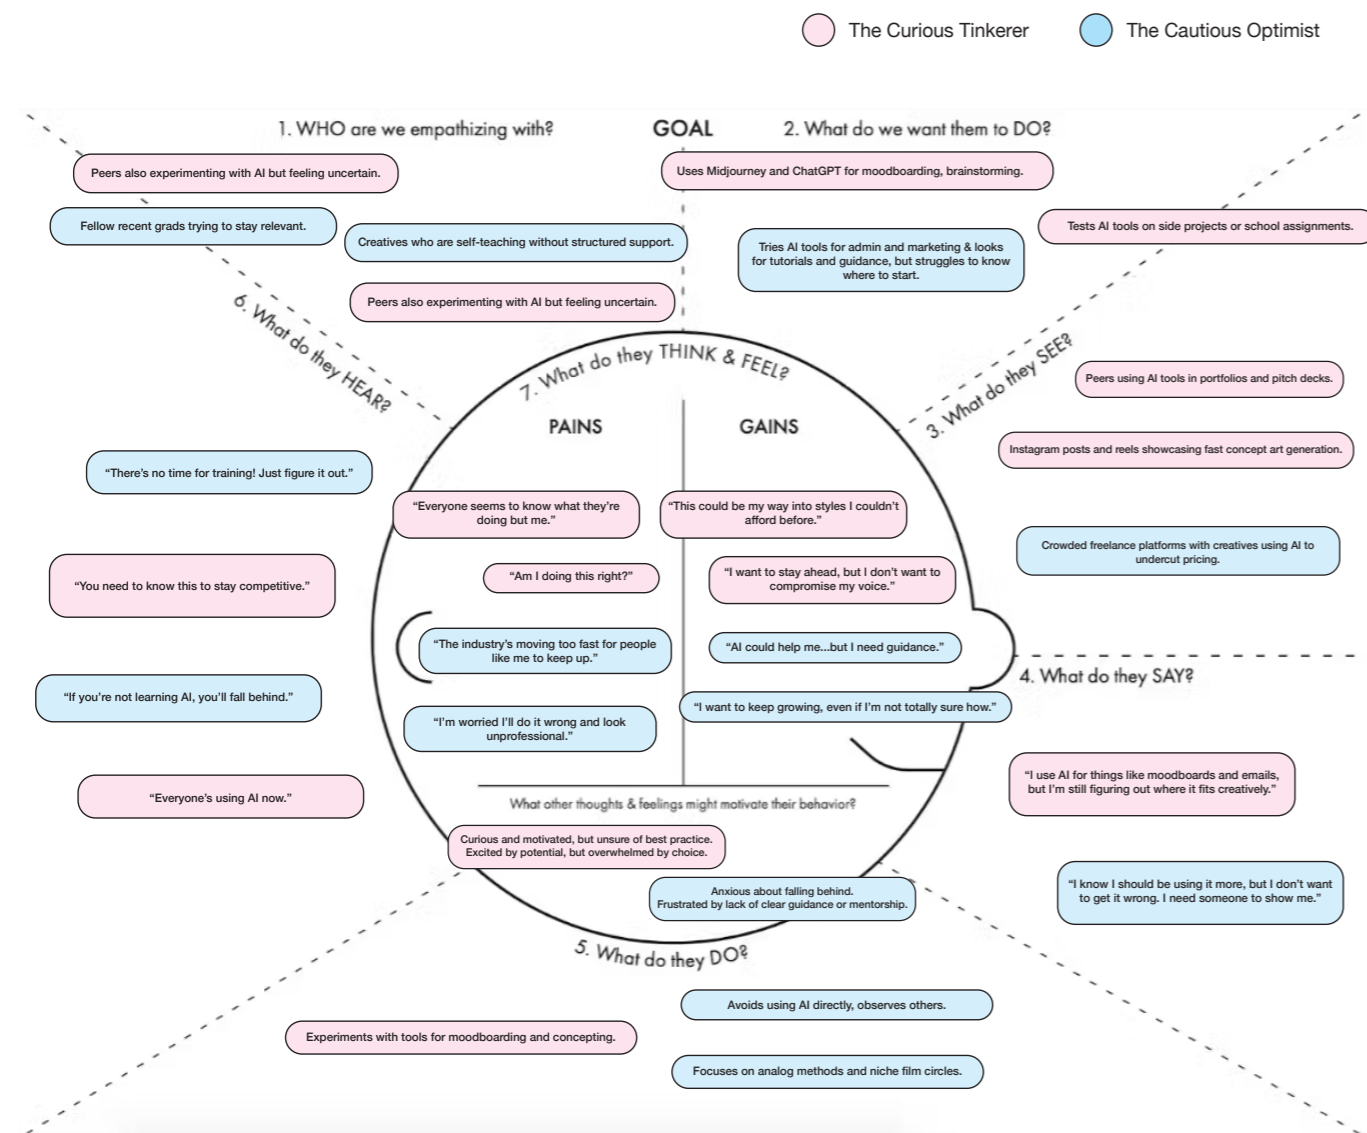 The Curious Tinkerer
The Cautious Optimist
1. WHO are we empathizing with?
GOAL
2. What do we want them to DO?
Peers also experimenting with AI but feeling uncertain.
Fellow recent grads trying to stay relevant.
Creatives who are self-teaching without structured support.
Peers also experimenting with AI but feeling uncertain.
Uses Midjourney and ChatGPT for moodboarding, brainstorming.
Tests AI tools on side projects or school assignments.
Tries AI tools for admin and marketing & looks
for tutorials and guidance, but struggles to know
where to start.
3. What do they SEE?
Peers using AI tools in portfolios and pitch decks.
Instagram posts and reels showcasing fast concept art generation.
Crowded freelance platforms with creatives using AI to
undercut pricing.
4. What do they SAY?
“I use AI for things like moodboards and emails,
but I’m still figuring out where it fits creatively.”
“I know I should be using it more, but I don’t want
to get it wrong. I need someone to show me.”
5. What do they DO?
Avoids using AI directly, observes others.
Experiments with tools for moodboarding and concepting.
Focuses on analog methods and niche film circles.
6. What do they HEAR?
“There’s no time for training! Just figure it out.”
“You need to know this to stay competitive.”
“If you’re not learning AI, you’ll fall behind.”
“Everyone’s using AI now.”
7. What do they THINK & FEEL?
PAINS
“Everyone seems to know what they’re
doing but me.”
“Am I doing this right?”
“The industry’s moving too fast for people
like me to keep up.”
“I’m worried I’ll do it wrong and look
unprofessional.”
GAINS
“This could be my way into styles I couldn’t
afford before.”
“I want to stay ahead, but I don’t want to
compromise my voice.”
“AI could help me...but I need guidance.”
“I want to keep growing, even if I’m not totally sure how.”
What other thoughts & feelings might motivate their behavior?
Curious and motivated, but unsure of best practice.
Excited by potential, but overwhelmed by choice.
Anxious about falling behind.
Frustrated by lack of clear guidance or mentorship.